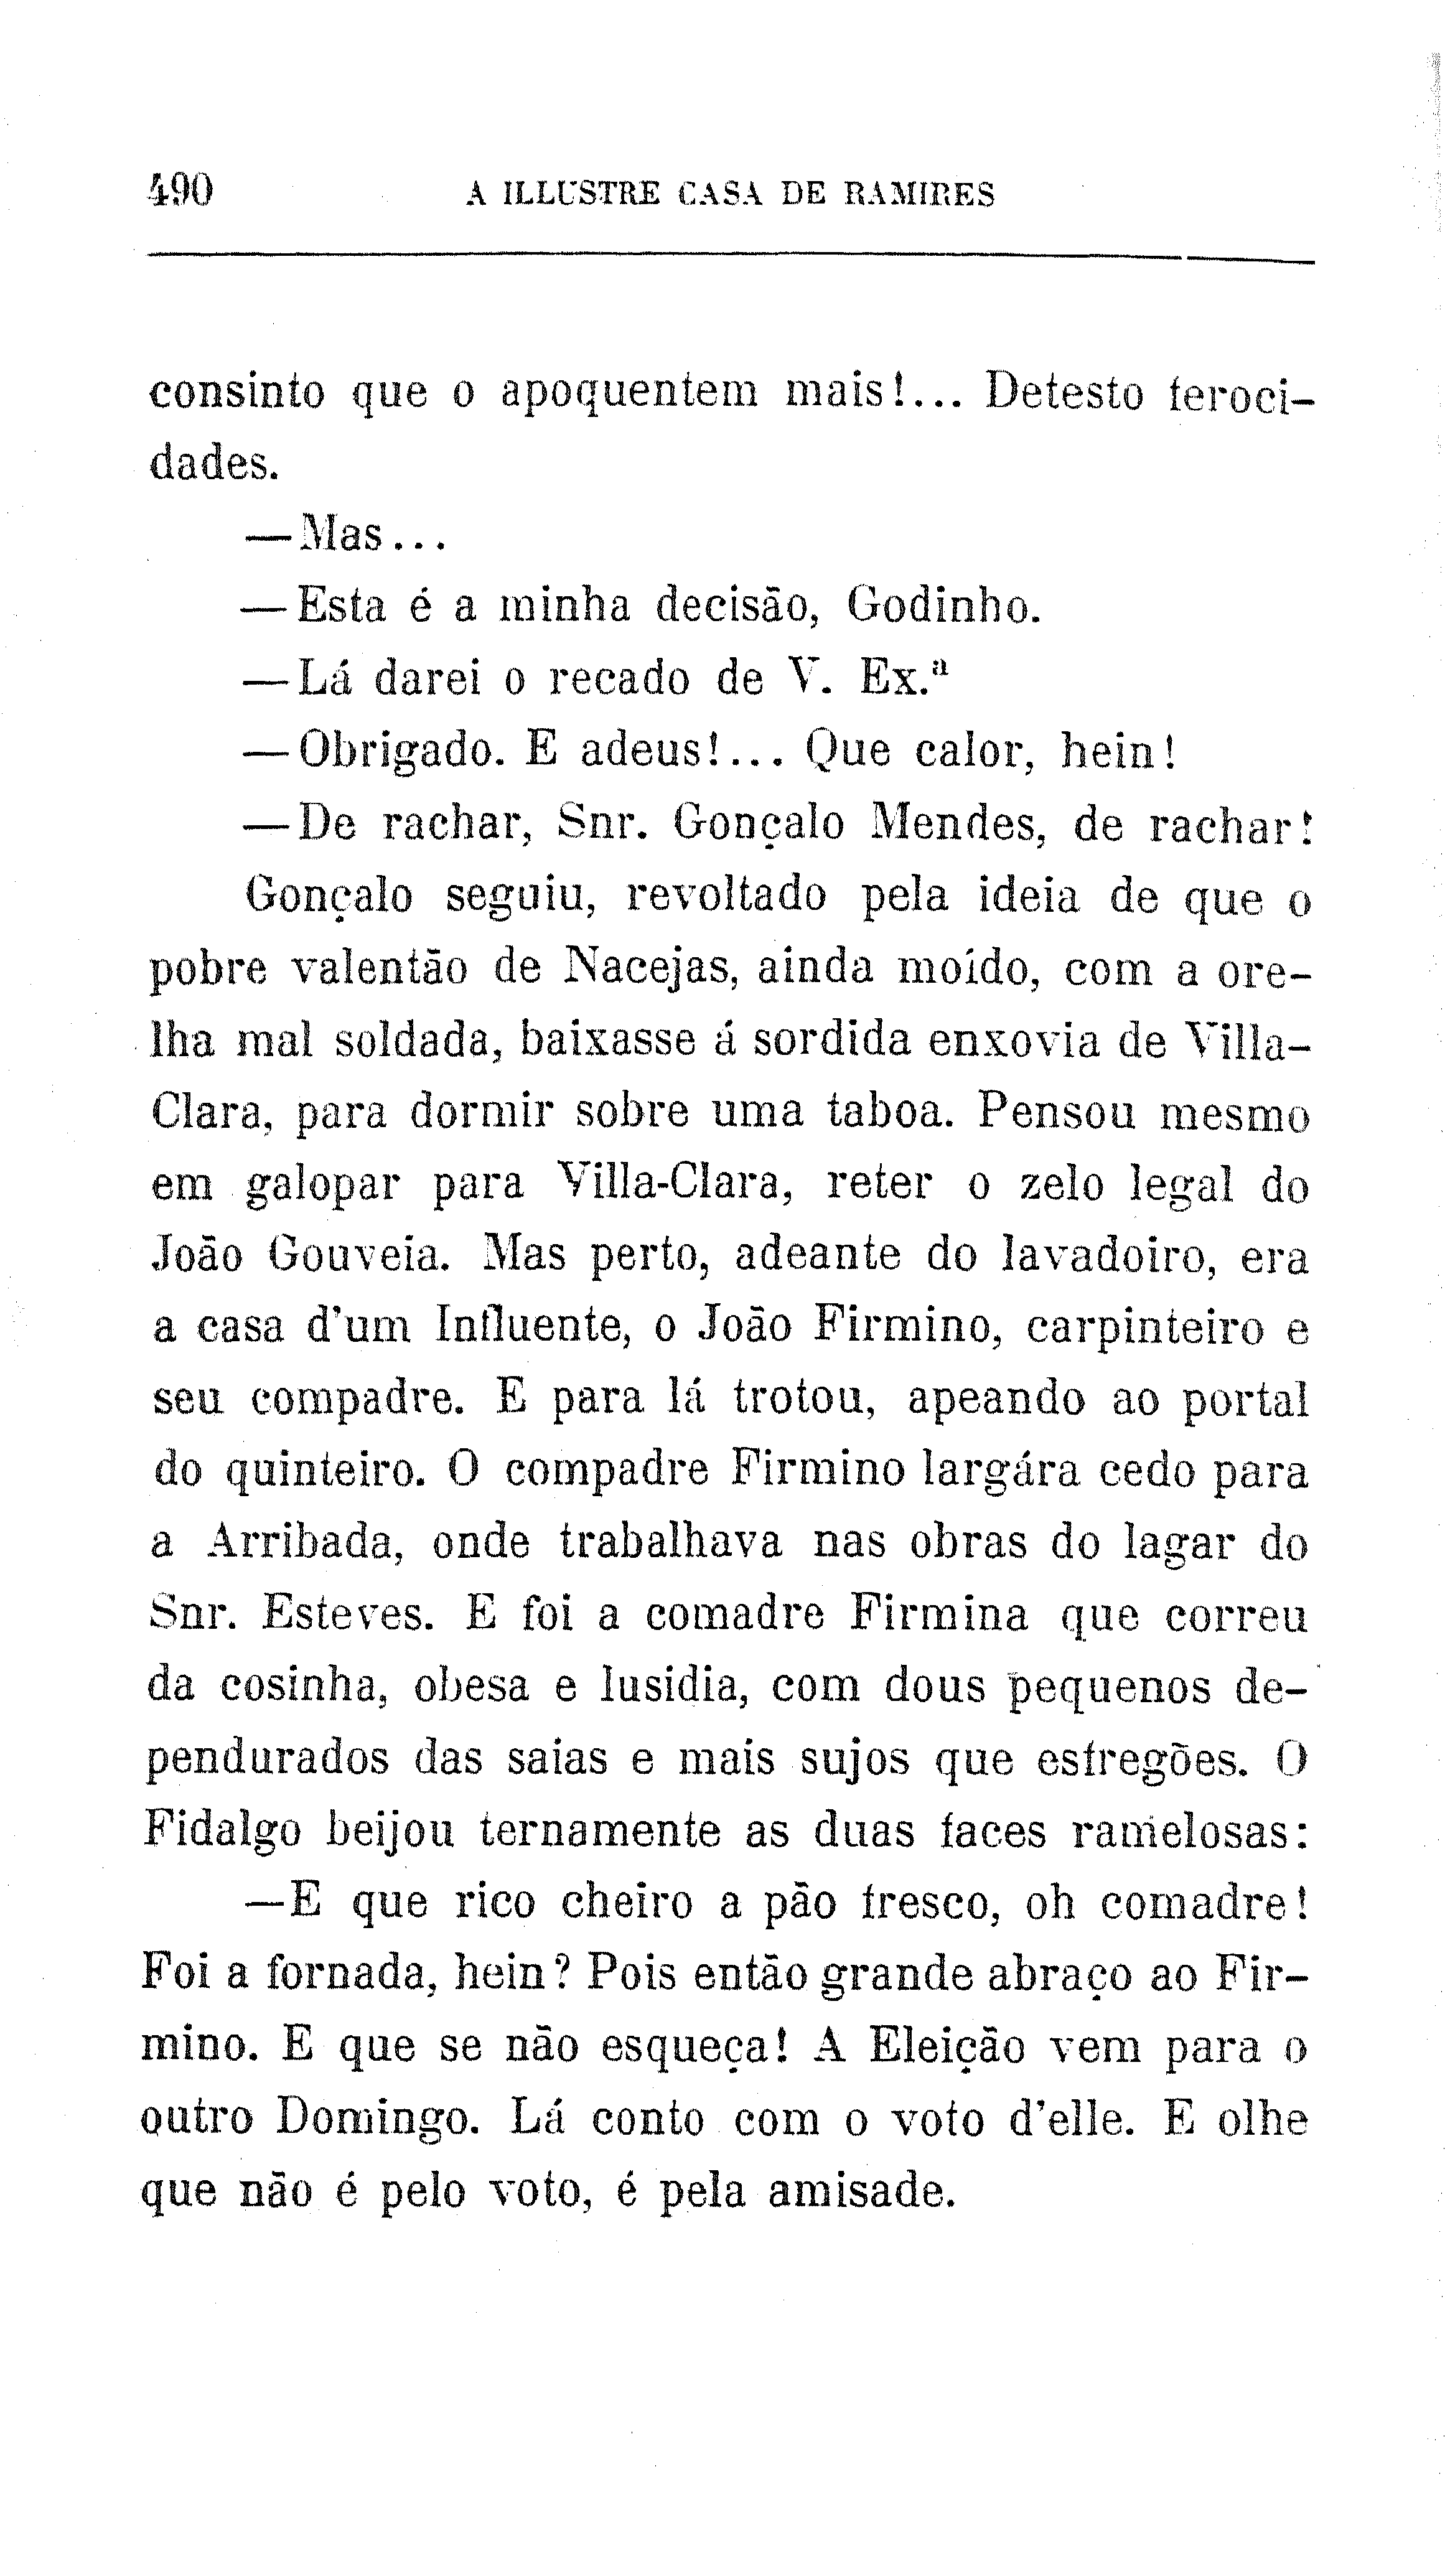 490 A ILLUSTRE CASA DE RAMIRES
consinto que o apoquentem mais!... Detesto feroci-
dades.
—Mas...
—Esta é a minha decisão, Godinho.
—Lá darei o recado de V. Ex.ª
—Obrigado. E adeus!... Que calor, hein!
—De rachar, Snr. Gonçalo Mendes, de rachar!
Gonçalo seguiu, revoltado pela ideia de que o
pobre valentão de Nacejas, ainda moído, com a ore-
lha mal soldada, baixasse á sordida enxovia de Villa-
Clara, para dormir sobre uma taboa. Pensou mesmo
em galopar para Villa-Clara, reter o zelo legal do
João Gouveia. Mas perto, adeante do lavadoiro, era
a casa d'um Influente, o João Firmino, carpinteiro e
seu compadre. E para lá trotou, apeando ao portal
do quinteiro. O compadre Firmino largára cedo para
a Arribada, onde trabalhava nas obras do lagar do
Snr. Esteves. E foi a comadre Firmina que correu
da cosinha, obesa e lusidia, com dous pequenos de-
pendurados das saias e mais sujos que esfregões. O
Fidalgo beijou ternamente as duas faces ramelosas:
—E que rico cheiro a pão fresco, oh comadre!
Foi a fornada, hein? Pois então grande abraço ao Fir-
mino. E que se não esqueça! A Eleição vem para o
outro Domingo. Lá conto com o voto d'elle. E olhe
que não é pelo voto, é pela amisade.